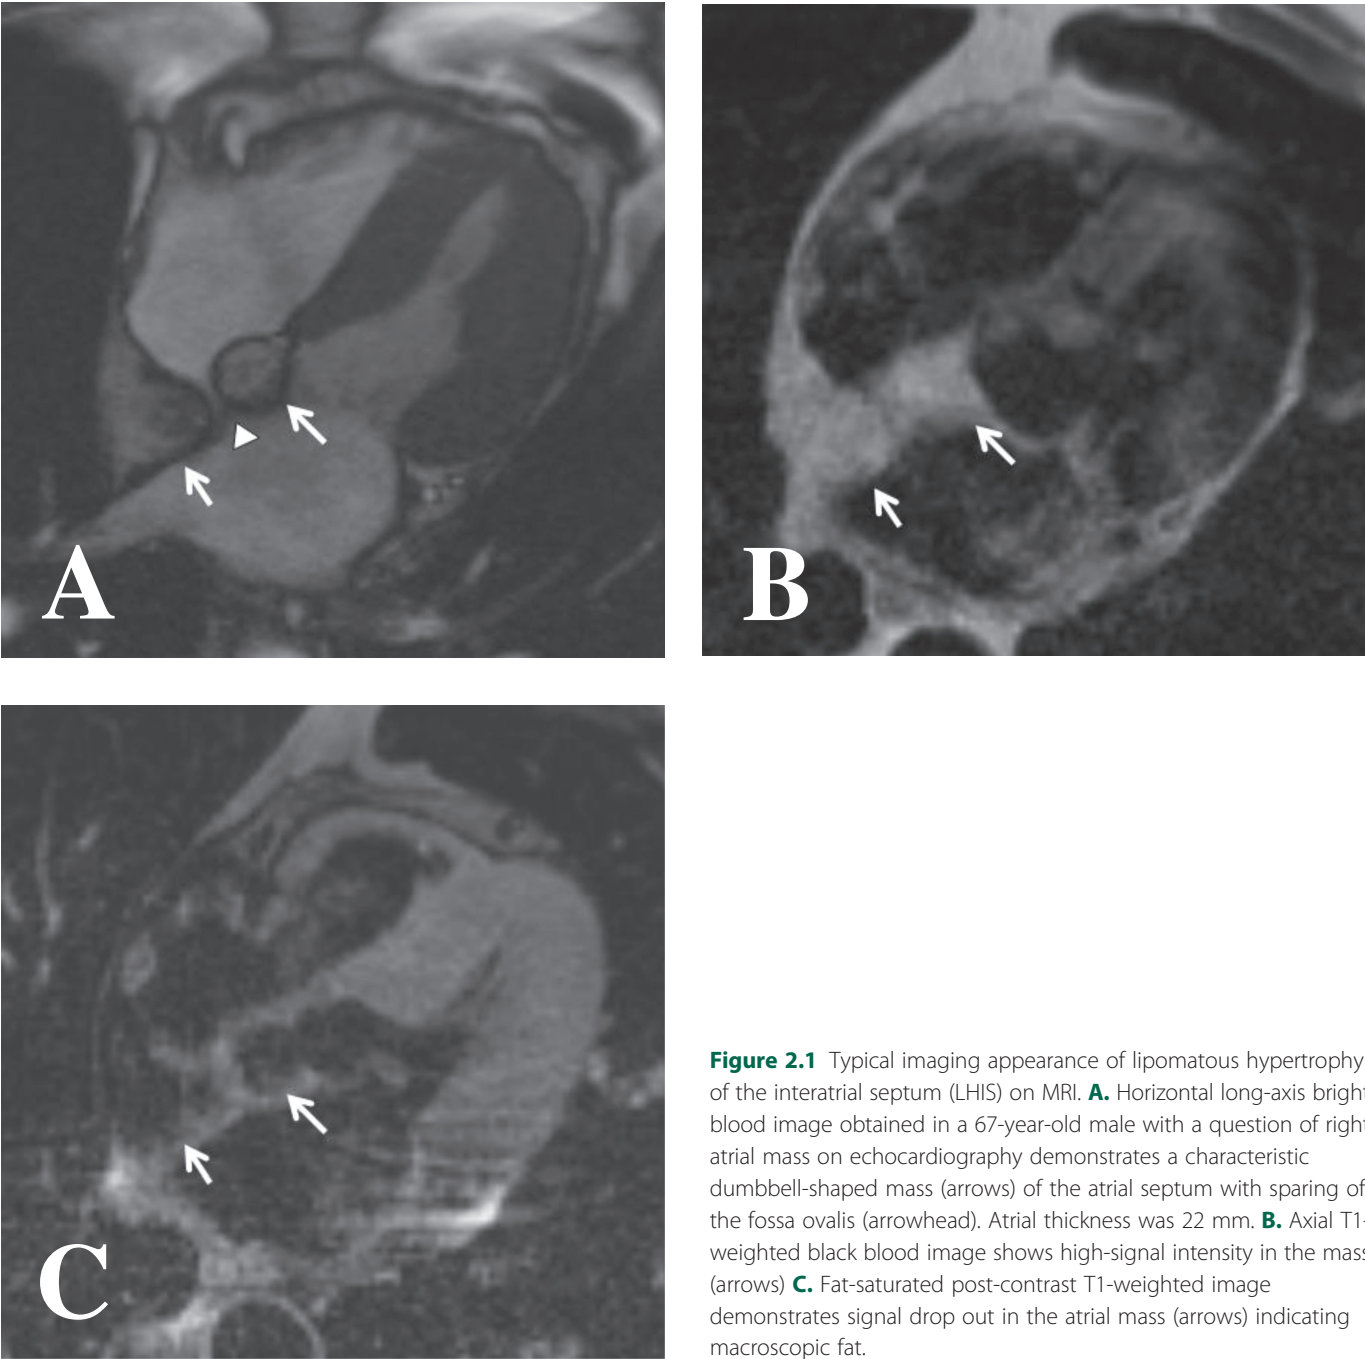 A
B
C
Figure 2.1 Typical imaging appearance of lipomatous hypertrophy
of the interatrial septum (LHIS) on MRI. A. Horizontal long-axis bright
blood image obtained in a 67-year-old male with a question of right
atrial mass on echocardiography demonstrates a characteristic
dumbbell-shaped mass (arrows) of the atrial septum with sparing of
the fossa ovalis (arrowhead). Atrial thickness was 22 mm. B. Axial T1-
weighted black blood image shows high-signal intensity in the mass
(arrows) C. Fat-saturated post-contrast T1-weighted image
demonstrates signal drop out in the atrial mass (arrows) indicating
macroscopic fat.